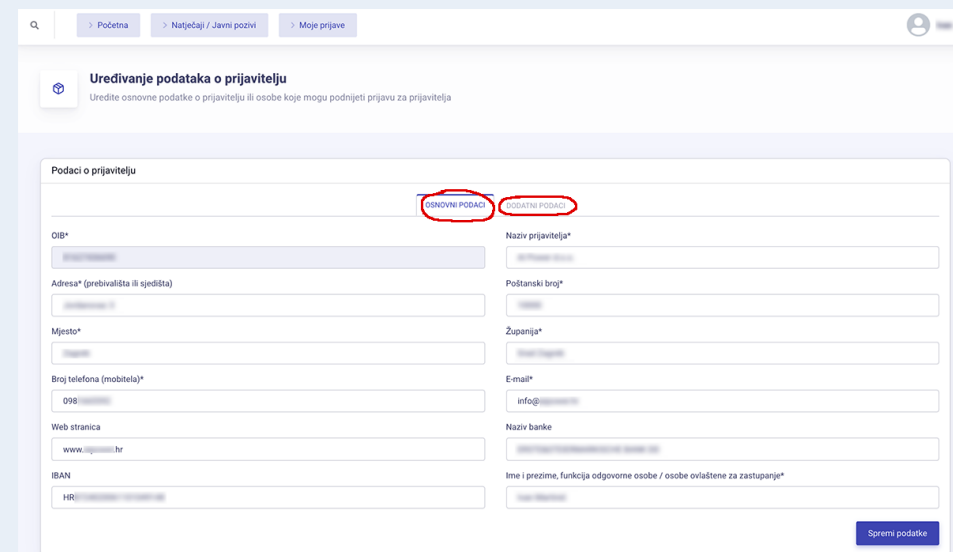 Početna
Natječaji / Javni pozivi
Moje prijave
Uređivanje podataka o prijavitelju
Uredite osnovne podatke o prijavitelju ili osobe koje mogu podnijeti prijavu za prijavitelja
Podaci o prijavitelju
OSNOVNI PODACI
DODATNI PODACI
OIB*
Naziv prijavitelja*
Adresa* (prebivališta ili sjedišta)
Poštanski broj*
Mjesto*
Županija*
Broj telefona (mobitela)*
098
E-mail*
info@
Web stranica
www. .hr
Naziv banke
IBAN
HR
Ime i prezime, funkcija odgovorne osobe / osobe ovlaštene za zastupanje*
Spremi podatke